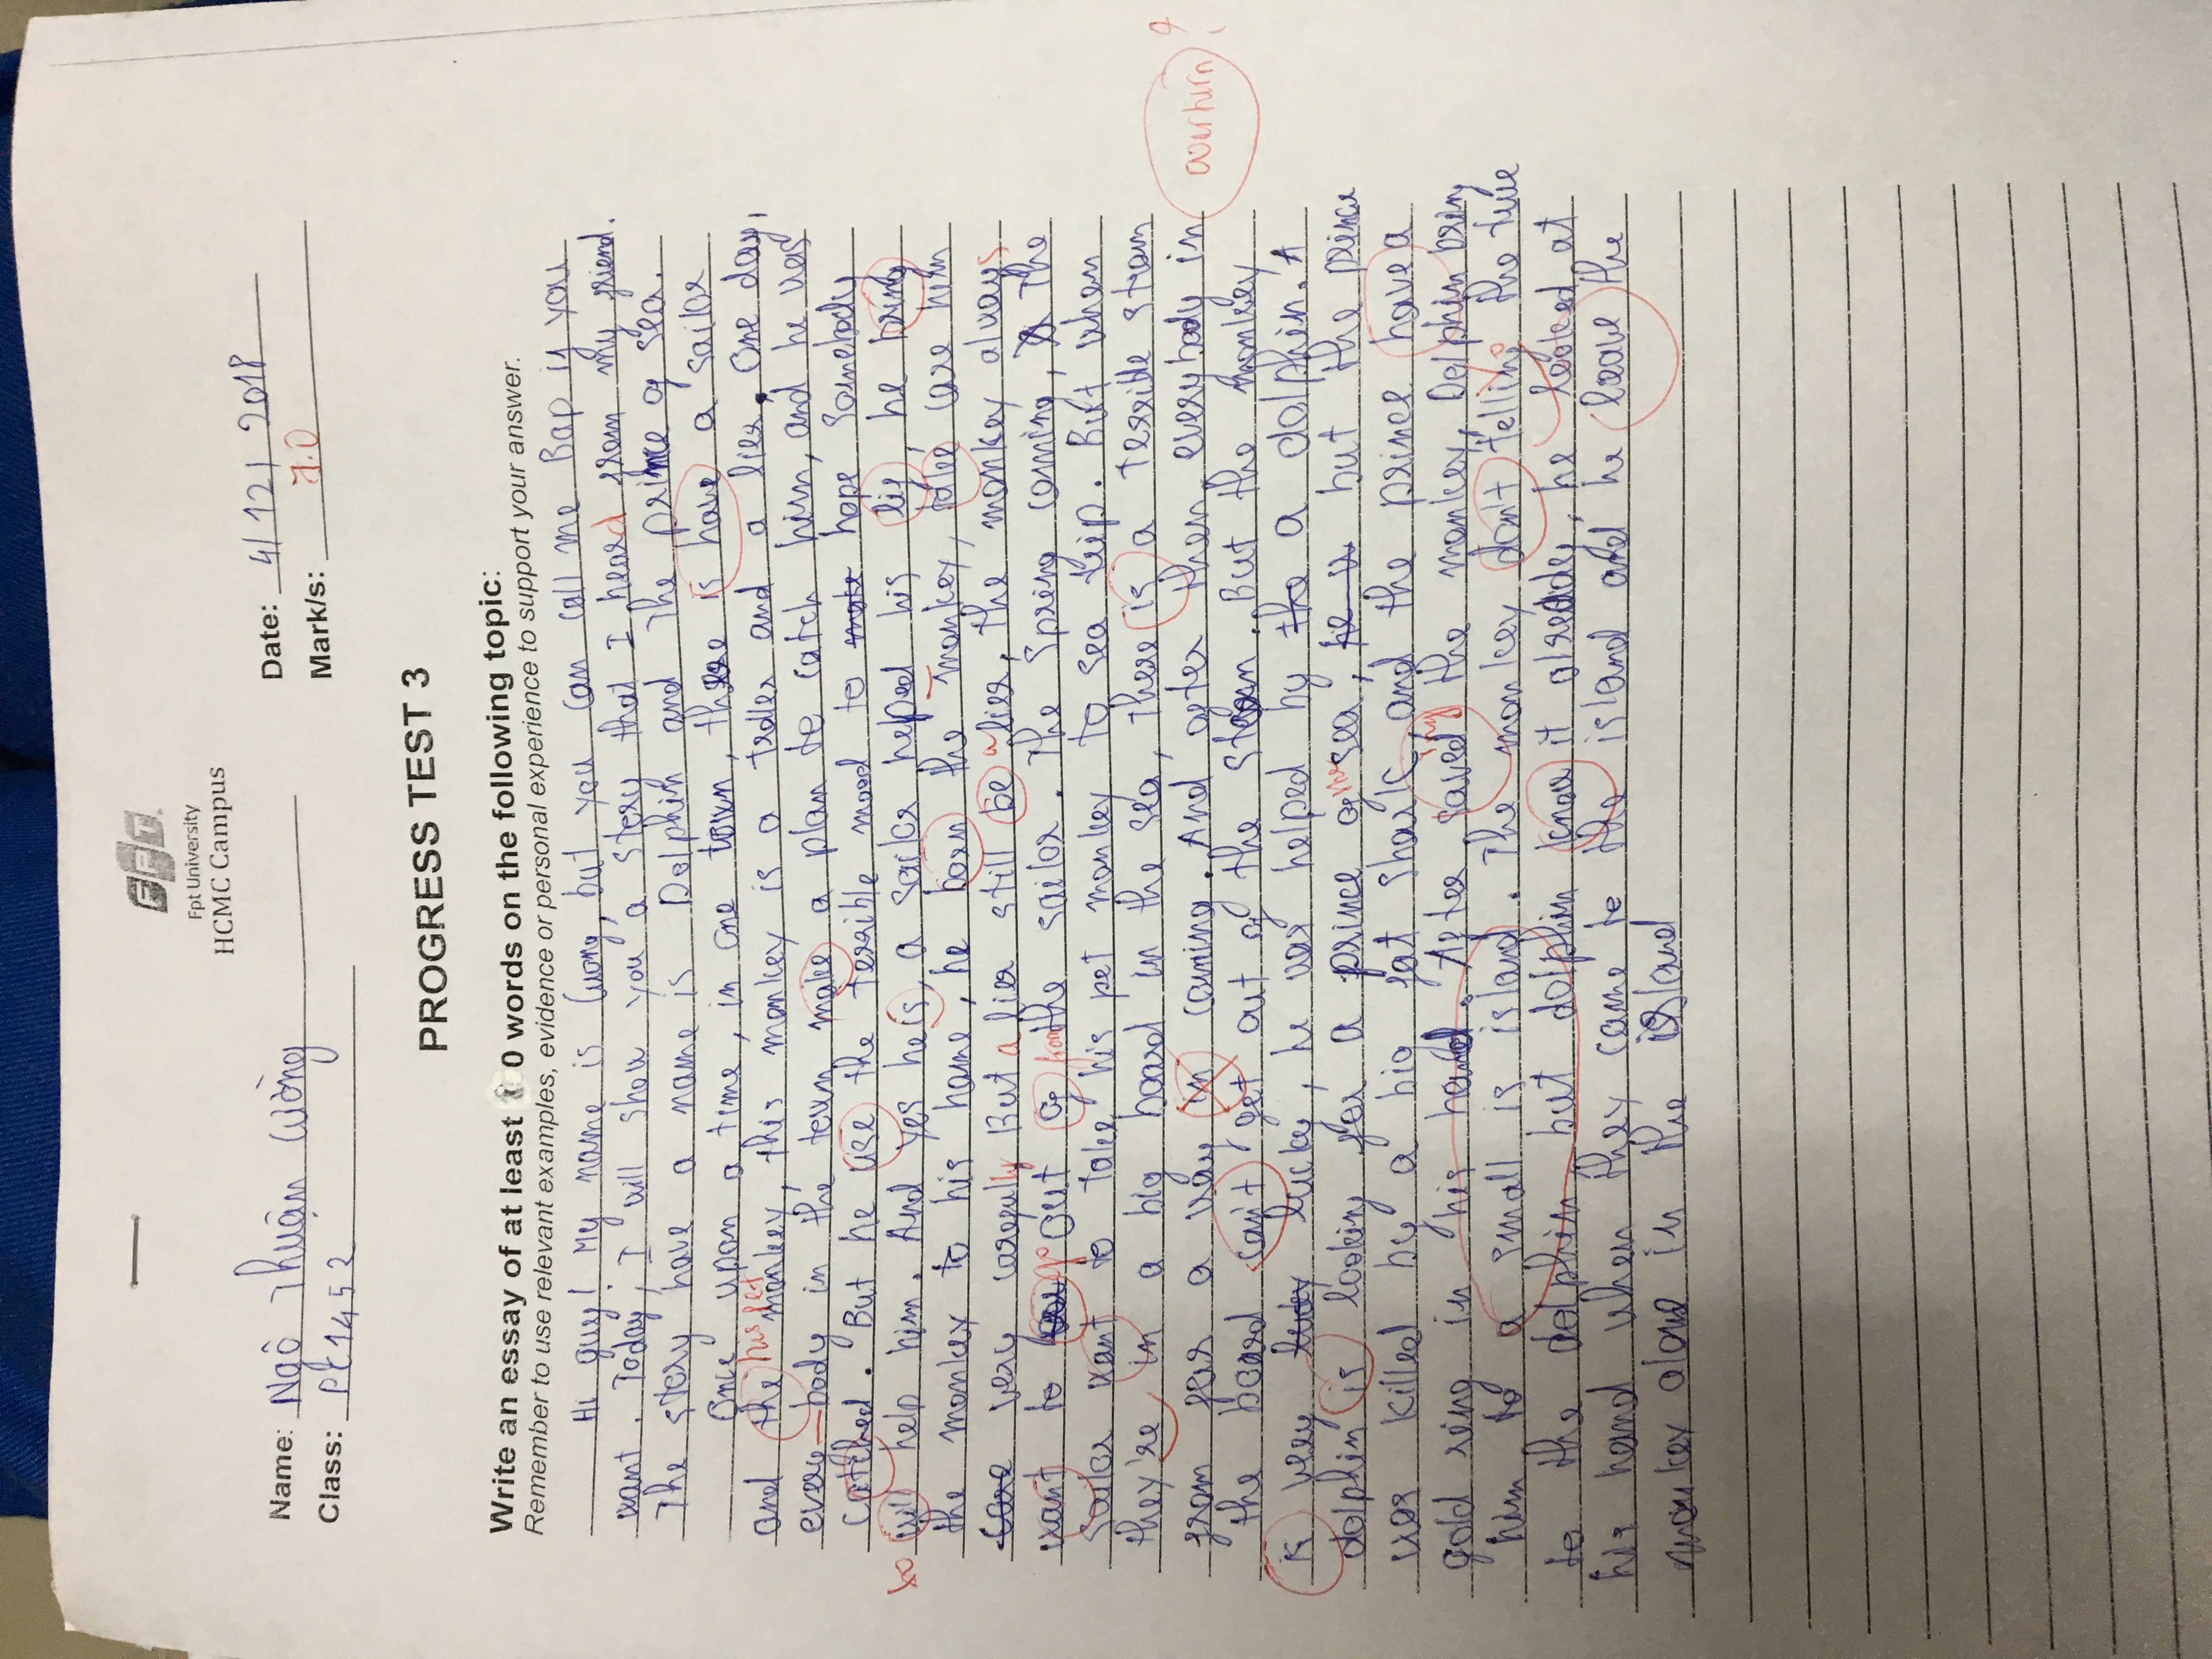 FPT
Fpt University
HCMC Campus
Name: Ngô Thuận Cường
Date: 4/12/2018
Class: PC1452
Mark/s: 7.0
PROGRESS TEST 3
Write an essay of at least 0 words on the following topic:
Remember to use relevant examples, evidence or personal experience to support your answer.
Hi guy! My name is Cuong, but you can call me Bap if you
want. Today, I will show you a story that I heard from my friend.
The story have a name is Dolphin and The prince of sea.
Once upon a time, in one town, there is have a sailor
and the his pet monkey, this monkey is a troller and a lier. One day,
every-body in the town make a plan to catch him, and he was
catched. But he use the terrible mood to make hope somebody
to will help him. And yes he is, a sailor helped his lif, he bring
the monkey to his home, he born the monkey, take care him
care very carefully But a lier still be a lier, the monkey always
want to go out of from the sailor. The spring coming, The
sailor want to take his pet monkey to sea trip. But when
they're in a big board in the sea, there is a terrible strom
from far a way in coming. And after then everybody in overturn?
the board can't get out of the strom. But the monkey
is very lucky lucky, he was helped by the a dolphin. A
dolphin is looking for a prince of the sea, he is but the prince
was killed by a big fat shark, and the prince have a
gold ring in his hand. After saved ing the monkey, Dolphin bring
him to a small is island. The monkey don't telling the true
to the dolphin, but dolphin know it already, he looked at
his hand when they came to the island and he leave the
monkey alone in the island